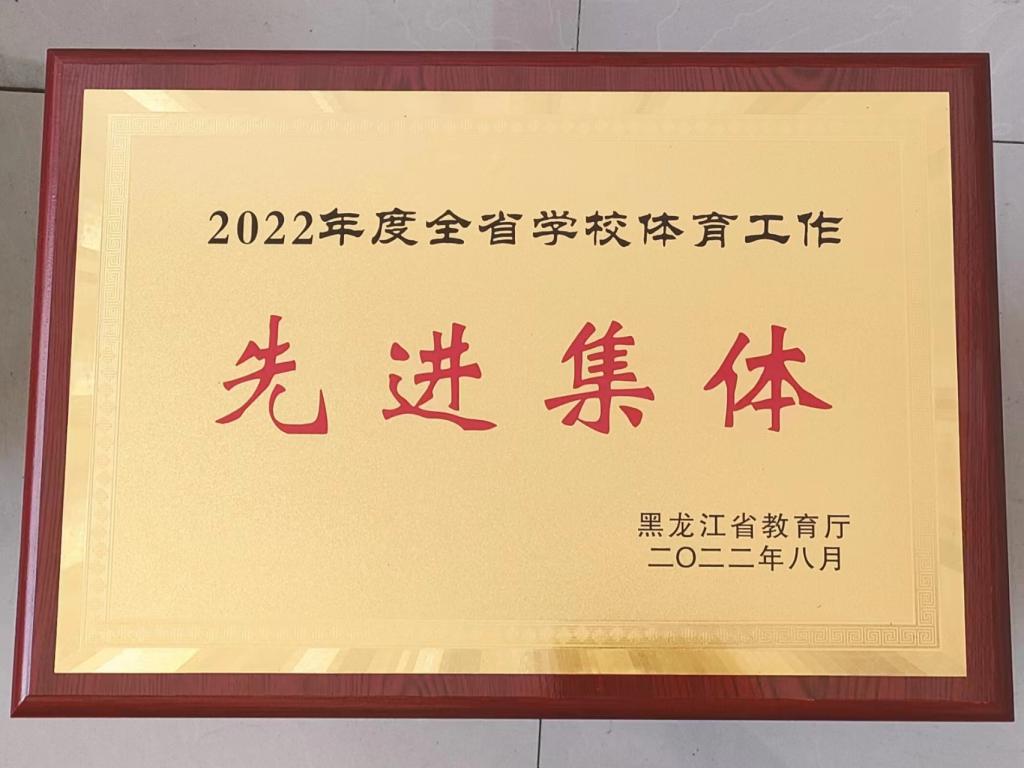 2022年度全省学校体育工作
先进集体
黑龙江省教育厅
二〇二二年八月